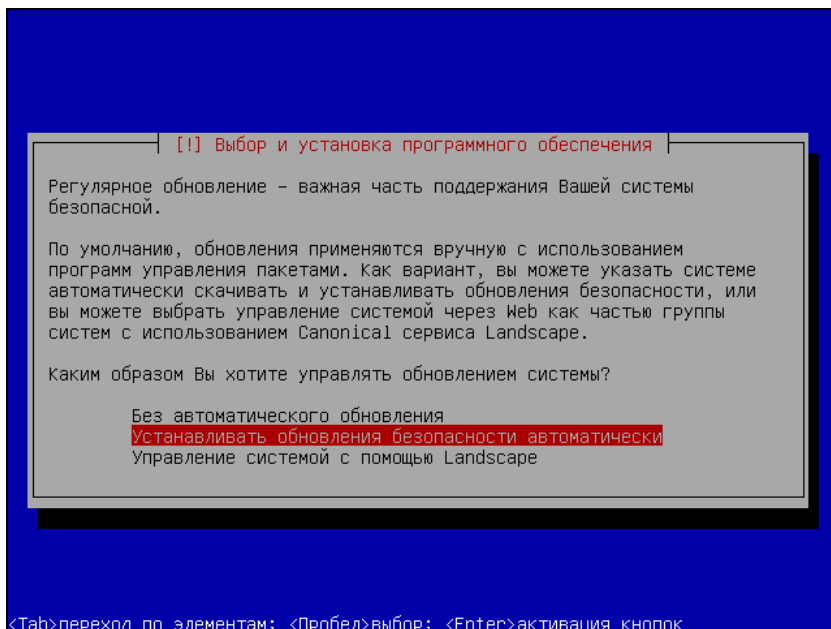 [!] Выбор и установка программного обеспечения
Регулярное обновление – важная часть поддержания Вашей системы
безопасной.
По умолчанию, обновления применяются вручную с использованием
программ управления пакетами. Как вариант, вы можете указать системе
автоматически скачивать и устанавливать обновления безопасности, или
вы можете выбрать управление системой через Web как частью группы
систем с использованием Canonical сервиса Landscape.
Каким образом Вы хотите управлять обновлением системы?
Без автоматического обновления
Устанавливать обновления безопасности автоматически
Управление системой с помощью Landscape
<Tab>переход по элементам; <Пробел>выбор; <Enter>активация кнопок